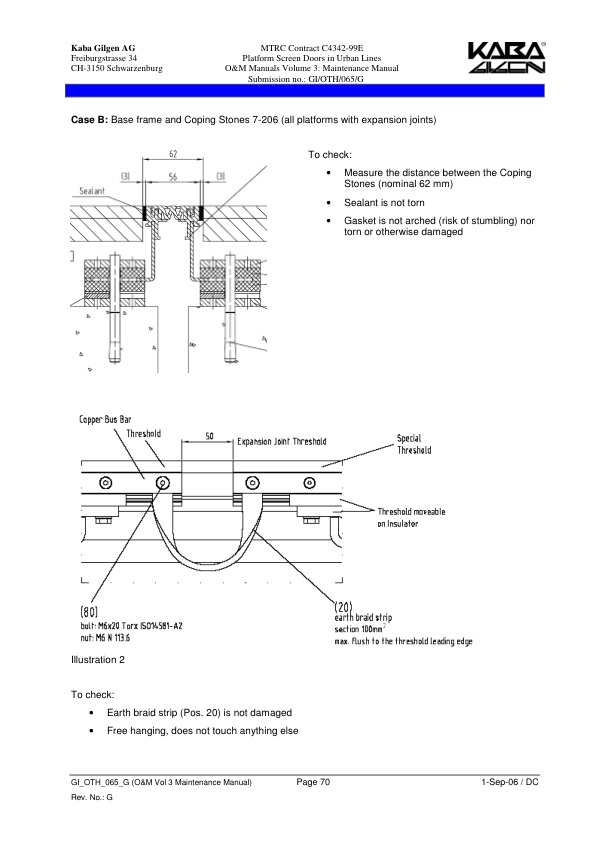 Kaba Gilgen AG
Freiburgstrasse 34
CH-3150 Schwarzenburg
MTRC Contract C4342-99E
Platform Screen Doors in Urban Lines
O&M Manuals Volume 3: Maintenance Manual
Submission no.: GI/OTH/065/G
KABA®
GILGEN
Case B: Base frame and Coping Stones 7-206 (all platforms with expansion joints)
62
(3) 56 (3)
Sealant
To check:
• Measure the distance between the Coping
Stones (nominal 62 mm)
• Sealant is not torn
• Gasket is not arched (risk of stumbling) nor
torn or otherwise damaged
Copper Bus Bar
Threshold
50
Expansion Joint Threshold
Special
Threshold
Threshold moveable
on Insulator
(80)
bolt: M6x20 Torx ISO14581-A2
nut: M6 N 113.6
(20)
earth braid strip
section 100mm²
max. flush to the threshold leading edge
Illustration 2
To check:
• Earth braid strip (Pos. 20) is not damaged
• Free hanging, does not touch anything else
GI_OTH_065_G (O&M Vol 3 Maintenance Manual) Page 70 1-Sep-06 / DC
Rev. No.: G